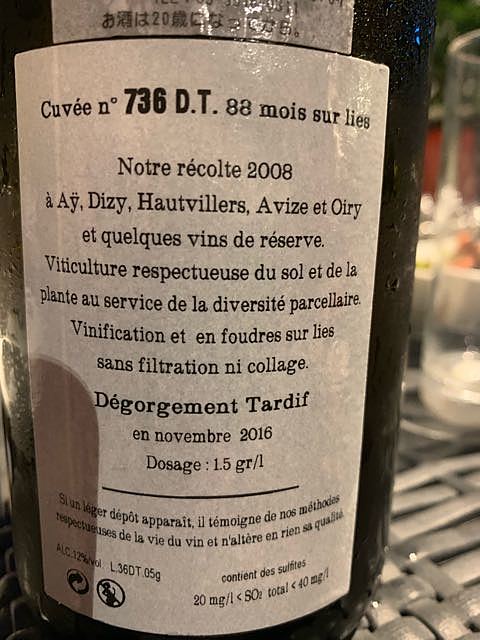 お酒は20歳になってから。
Cuvée n° 736 D.T. 88 mois sur lies
Notre récolte 2008
à Aÿ, Dizy, Hautvillers, Avize et Oiry
et quelques vins de réserve.
Viticulture respectueuse du sol et de la
plante au service de la diversité parcellaire.
Vinification et en foudres sur lies
sans filtration ni collage.
Dégorgement Tardif
en novembre 2016
Dosage : 1.5 gr/l
Si un léger dépôt apparaît, il témoigne de nos méthodes
respectueuses de la vie du vin et n'altère en rien sa qualité.
ALC.12%vol L.36DT.05g
contient des sulfites
20 mg/l < SO₂ total < 40 mg/l